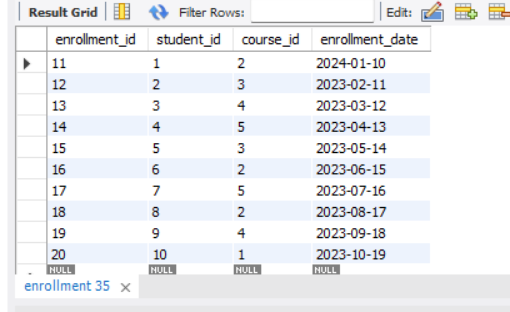 Result Grid Filter Rows: Edit:
enrollment_id student_id course_id enrollment_date
11 1 2 2024-01-10
12 2 3 2023-02-11
13 3 4 2023-03-12
14 4 5 2023-04-13
15 5 3 2023-05-14
16 6 2 2023-06-15
17 7 5 2023-07-16
18 8 2 2023-08-17
19 9 4 2023-09-18
20 10 1 2023-10-19
NULL NULL NULL NULL
enrollment 35 ×